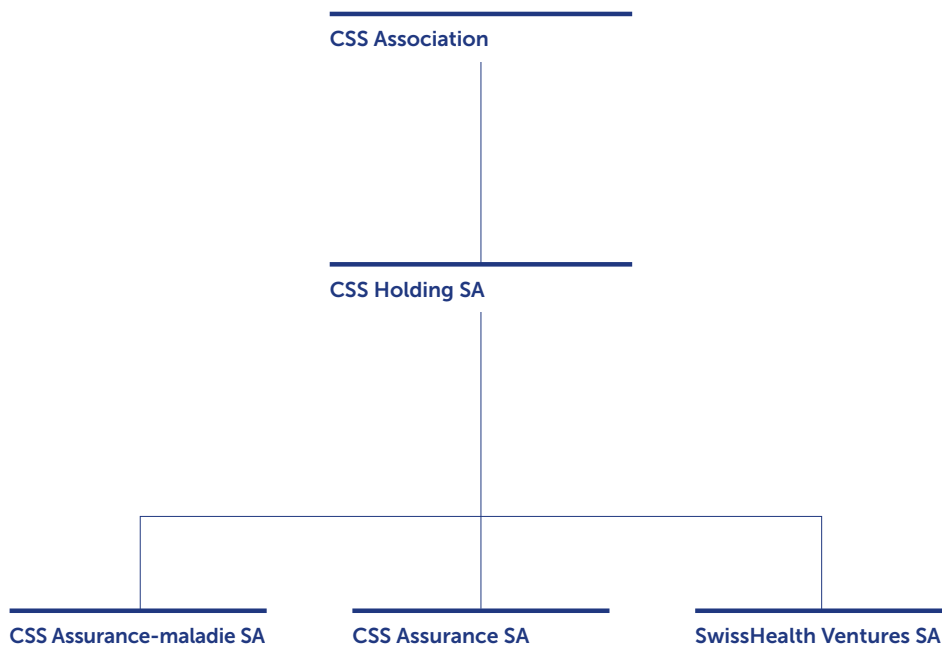 CSS Association
CSS Holding SA
CSS Assurance-maladie SA
CSS Assurance SA
SwissHealth Ventures SA